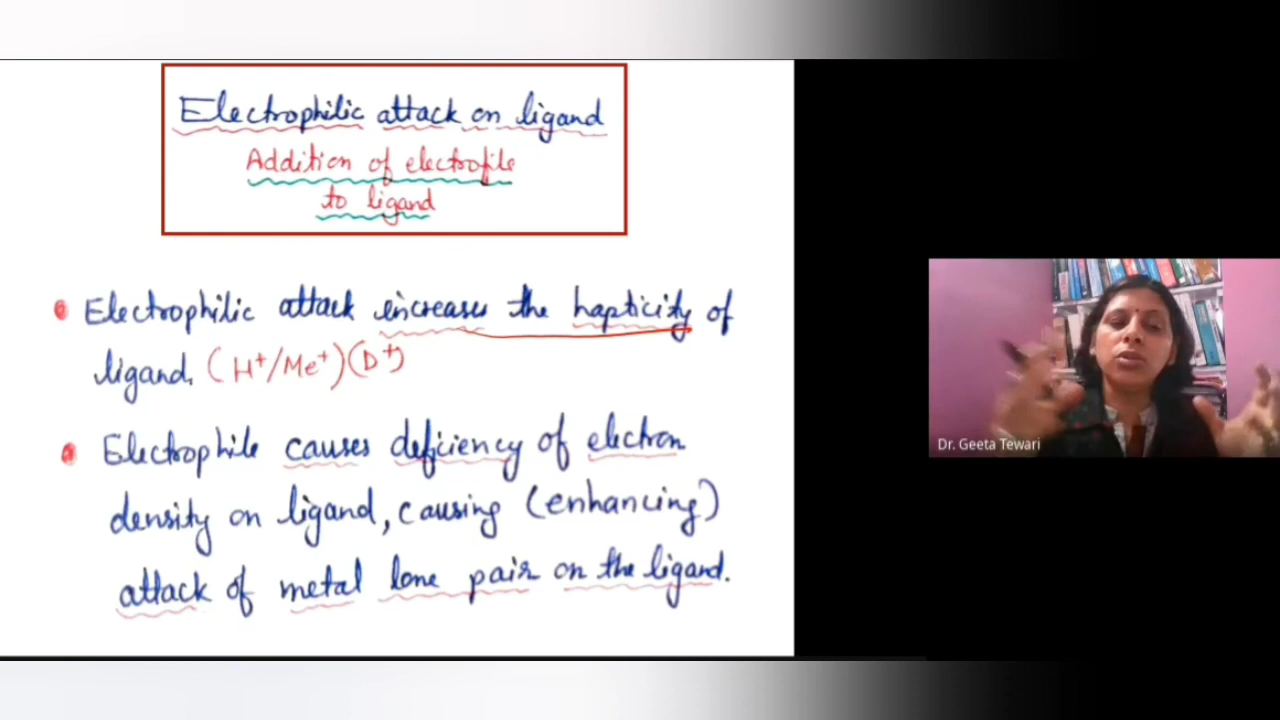 Electrophilic attack on ligand
Addition of electrofile
to ligand
Electrophilic attack increases the hapticity of
ligand. (H⁺/Me⁺)(D⁺)
Electrophile causes deficiency of electron
density on ligand, causing (enhancing)
attack of metal lone pair on the ligand.
Dr. Geeta Tewari